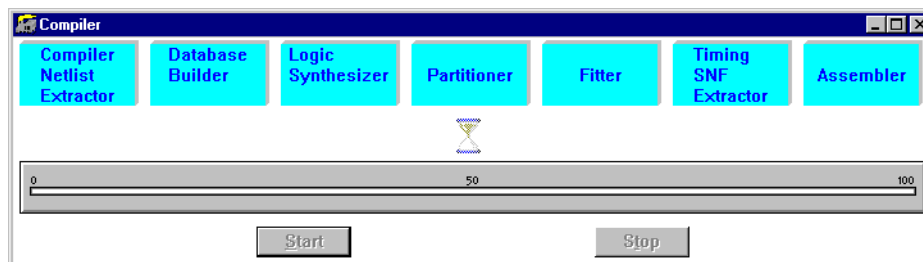 Compiler
Compiler
Netlist
Extractor
Database
Builder
Logic
Synthesizer
Partitioner
Fitter
Timing
SNF
Extractor
Assembler
0 50 100
Start Stop